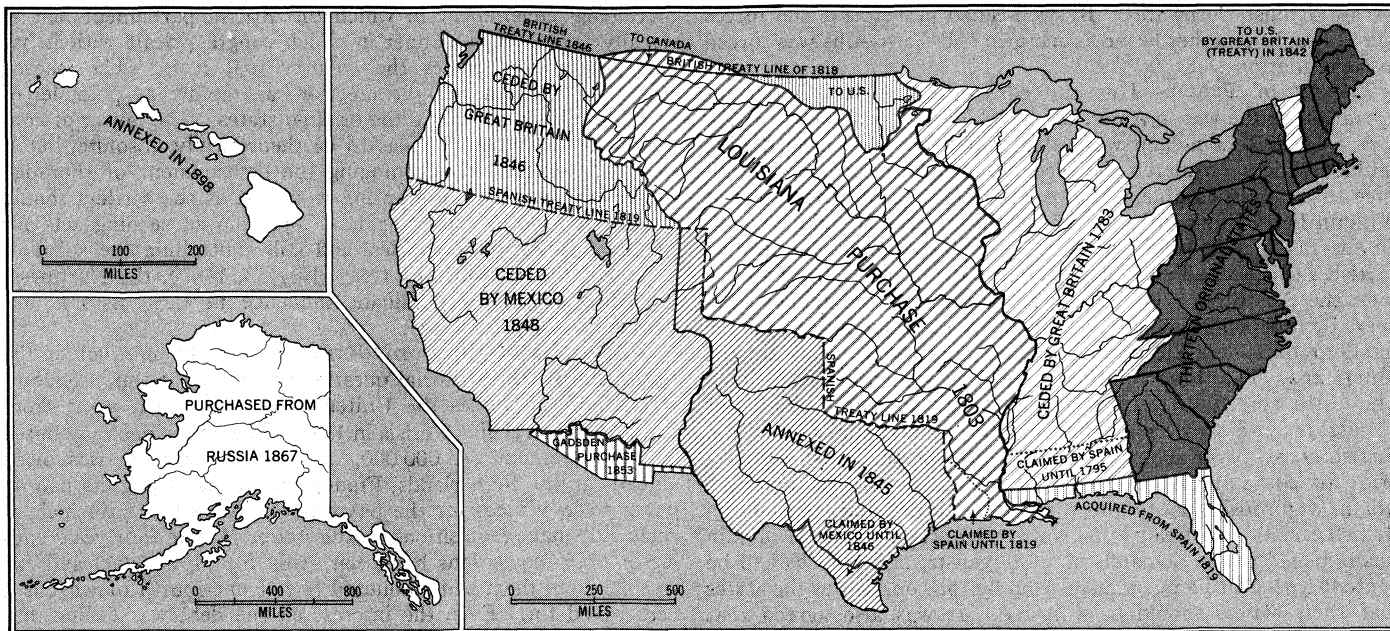 ANNEXED IN 1898
0 100 200
MILES
PURCHASED FROM
RUSSIA 1867
0 400 800
MILES
BRITISH
TREATY LINE 1846
TO CANADA
BRITISH TREATY LINE OF 1818
TO U.S.
TO U.S.
BY GREAT BRITAIN
(TREATY) IN 1842
CEDED BY
GREAT BRITAIN
1846
SPANISH TREATY LINE 1819
LOUISIANA
PURCHASE
1803
CEDED BY GREAT BRITAIN 1783
THIRTEEN ORIGINAL STATES
CEDED
BY MEXICO
1848
SPANISH
TREATY LINE 1819
GADSDEN
PURCHASE
1853
ANNEXED IN 1845
CLAIMED BY SPAIN
UNTIL 1795
ACQUIRED FROM SPAIN 1819
CLAIMED BY
MEXICO UNTIL
1846
CLAIMED BY
SPAIN UNTIL 1819
0 250 500
MILES